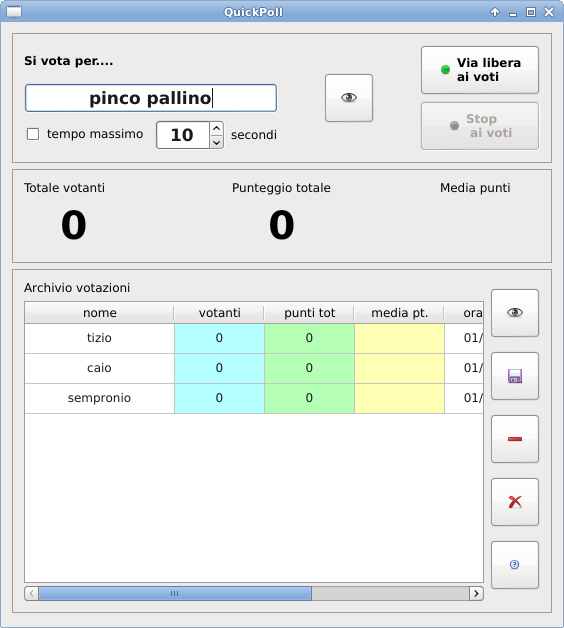 QuickPoll
Si vota per....
pinco pallino
Via libera
ai voti
tempo massimo 10 secondi
Stop
ai voti
Totale votanti Punteggio totale Media punti
0 0
Archivio votazioni
nome votanti punti tot media pt. ora
tizio 0 0 01/
caio 0 0 01/
sempronio 0 0 01/